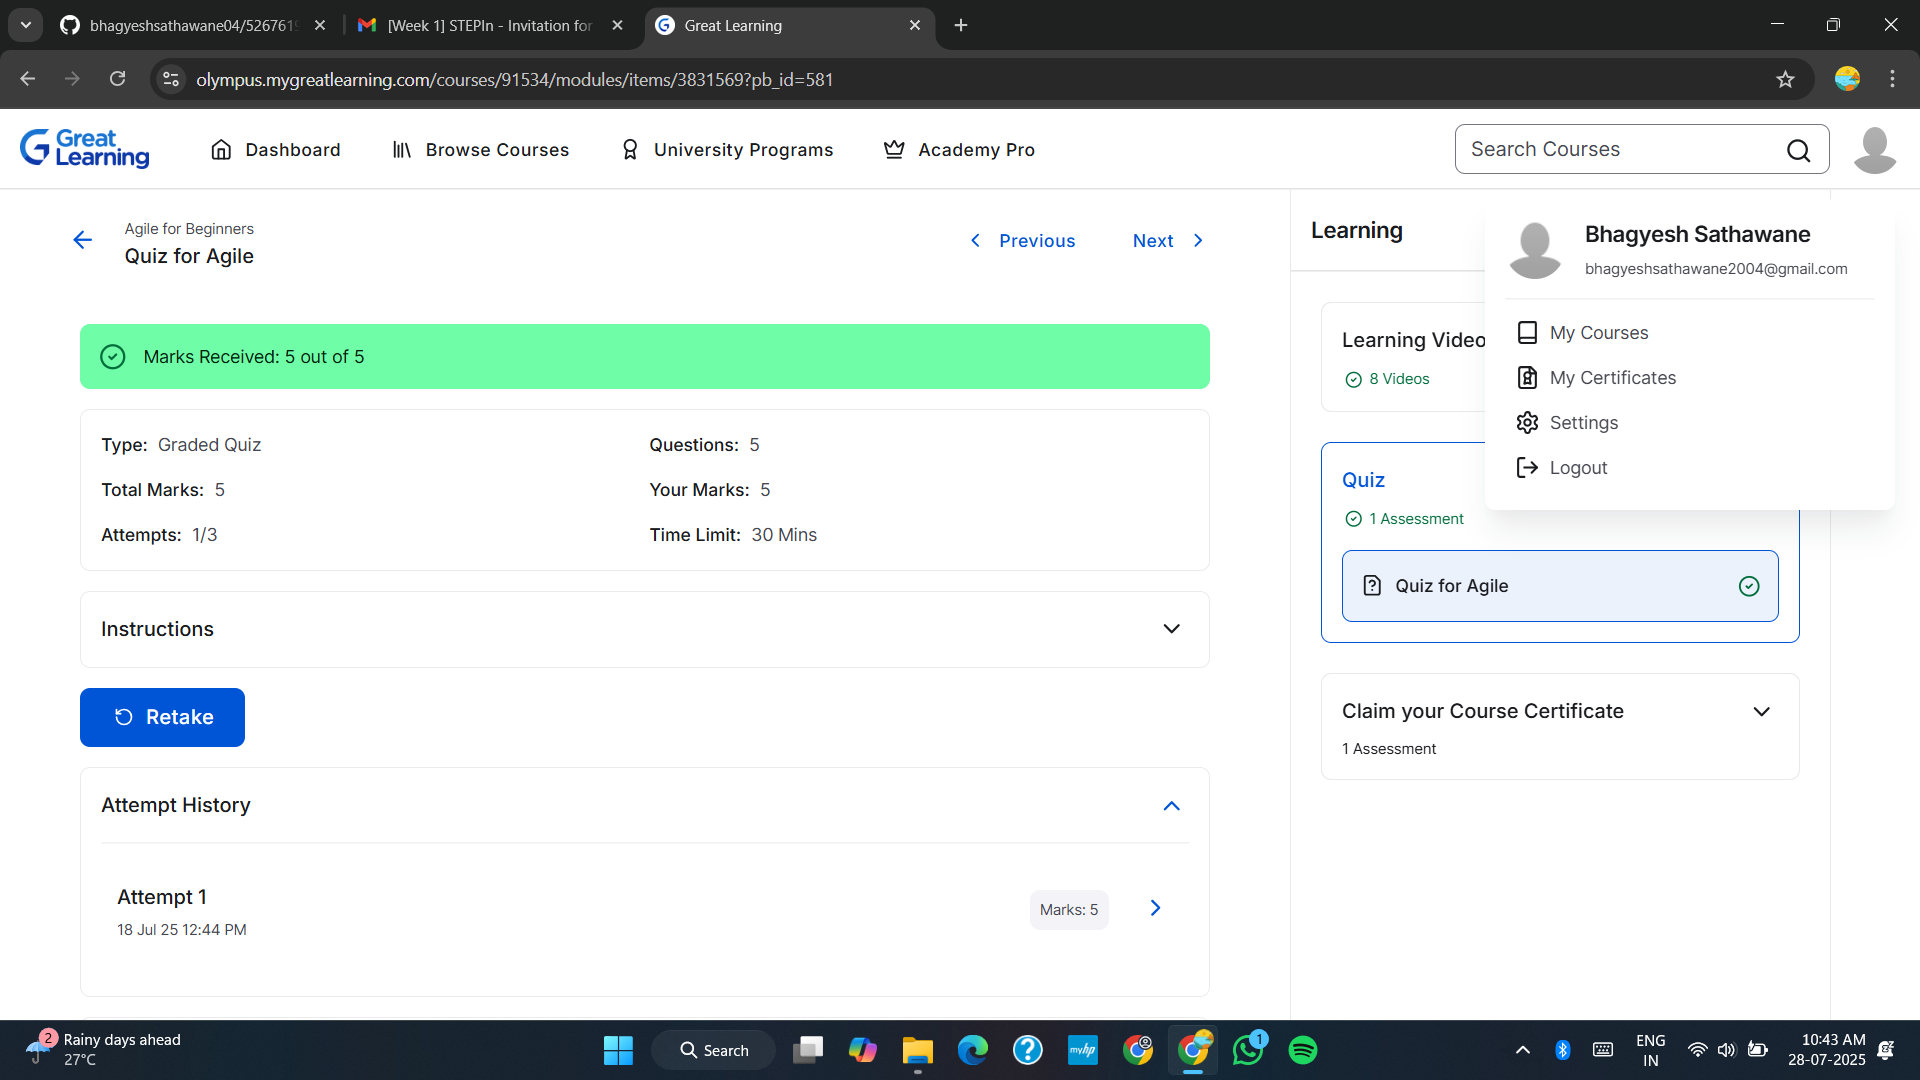 bhagyeshsathawane04/526761
[Week 1] STEPIn - Invitation for
Great Learning
olympus.mygreatlearning.com/courses/91534/modules/items/3831569?pb_id=581
Great
Learning
Dashboard
Browse Courses
University Programs
Academy Pro
Search Courses
Agile for Beginners
Quiz for Agile
Previous
Next
Marks Received: 5 out of 5
Type: Graded Quiz
Questions: 5
Total Marks: 5
Your Marks: 5
Attempts: 1/3
Time Limit: 30 Mins
Instructions
Retake
Attempt History
Attempt 1
18 Jul 25 12:44 PM
Marks: 5
Learning
Learning Video
8 Videos
Quiz
1 Assessment
Quiz for Agile
Claim your Course Certificate
1 Assessment
Bhagyesh Sathawane
bhagyeshsathawane2004@gmail.com
My Courses
My Certificates
Settings
Logout
2
Rainy days ahead
27°C
Search
myhp
1
ENG
IN
10:43 AM
28-07-2025